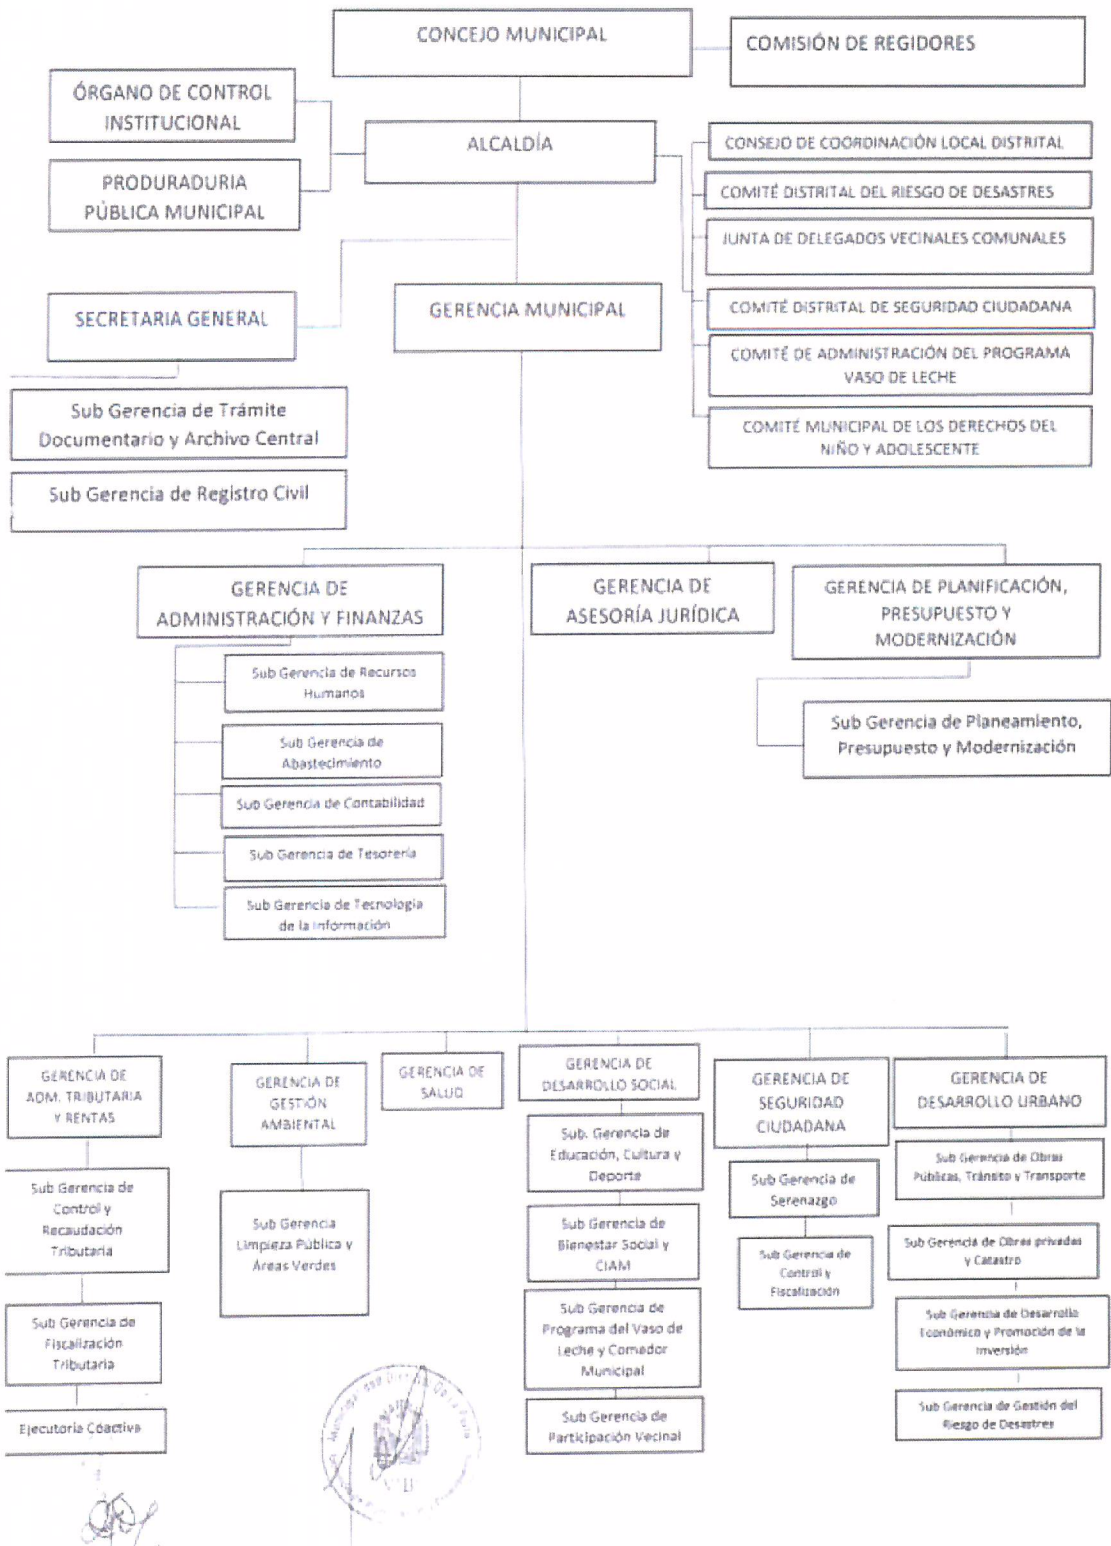 CONCEJO MUNICIPAL
COMISIÓN DE REGIDORES
ÓRGANO DE CONTROL
INSTITUCIONAL
ALCALDÍA
PRODURADURIA
PÚBLICA MUNICIPAL
CONSEJO DE COORDINACIÓN LOCAL DISTRITAL
COMITÉ DISTRITAL DEL RIESGO DE DESASTRES
JUNTA DE DELEGADOS VECINALES COMUNALES
COMITÉ DISTRITAL DE SEGURIDAD CIUDADANA
COMITÉ DE ADMINISTRACIÓN DEL PROGRAMA
VASO DE LECHE
COMITÉ MUNICIPAL DE LOS DERECHOS DEL
NIÑO Y ADOLESCENTE
SECRETARIA GENERAL
GERENCIA MUNICIPAL
Sub Gerencia de Trámite
Documentario y Archivo Central
Sub Gerencia de Registro Civil
GERENCIA DE
ADMINISTRACIÓN Y FINANZAS
Sub Gerencia de Recursos
Humanos
Sub Gerencia de
Abastecimiento
Sub Gerencia de Contabilidad
Sub Gerencia de Tesorería
Sub Gerencia de Tecnología
de la Información
GERENCIA DE
ASESORÍA JURÍDICA
GERENCIA DE PLANIFICACIÓN,
PRESUPUESTO Y
MODERNIZACIÓN
Sub Gerencia de Planeamiento,
Presupuesto y Modernización
GERENCIA DE
ADM. TRIBUTARIA
Y RENTAS
Sub Gerencia de
Control y
Recaudación
Tributaria
Sub Gerencia de
Fiscalización
Tributaria
Ejecutoria Coactiva
GERENCIA DE
GESTIÓN
AMBIENTAL
Sub Gerencia
Limpieza Pública y
Áreas Verdes
GERENCIA DE
SALUD
GERENCIA DE
DESARROLLO SOCIAL
Sub. Gerencia de
Educación, Cultura y
Deporte
Sub Gerencia de
Bienestar Social y
CIAM
Sub Gerencia de
Programa del Vaso de
Leche y Comedor
Municipal
Sub Gerencia de
Participación Vecinal
GERENCIA DE
SEGURIDAD
CIUDADANA
Sub Gerencia de
Serenazgo
Sub Gerencia de
Control y
Fiscalización
GERENCIA DE
DESARROLLO URBANO
Sub Gerencia de Obras
Públicas, Tránsito y Transporte
Sub Gerencia de Obras privadas
y Catastro
Sub Gerencia de Desarrollo
Económico y Promoción de la
Inversión
Sub Gerencia de Gestión del
Riesgo de Desastres